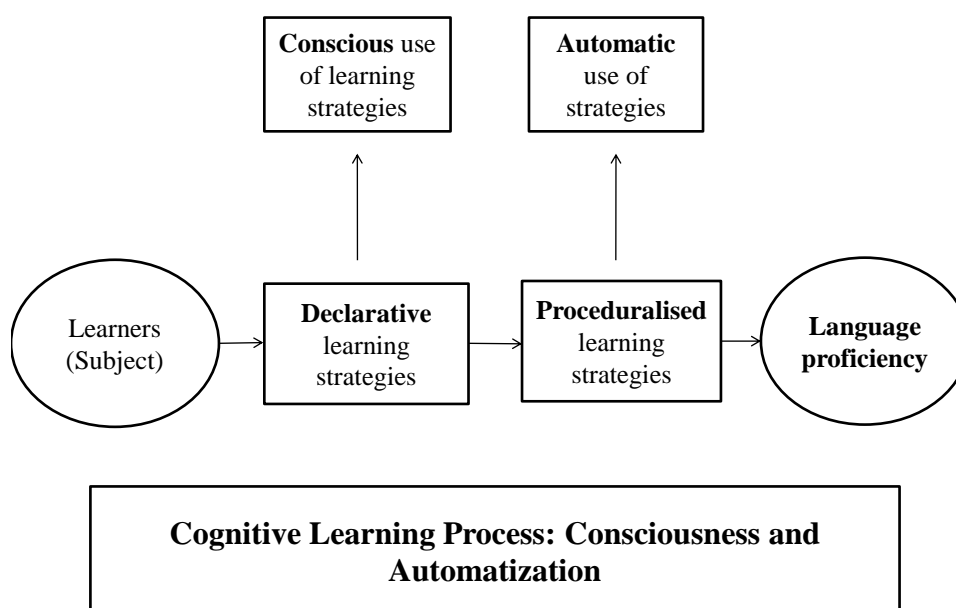 Conscious use
of learning
strategies
Automatic
use of
strategies
Learners
(Subject)
Declarative
learning
strategies
Proceduralised
learning
strategies
Language
proficiency
Cognitive Learning Process: Consciousness and
Automatization